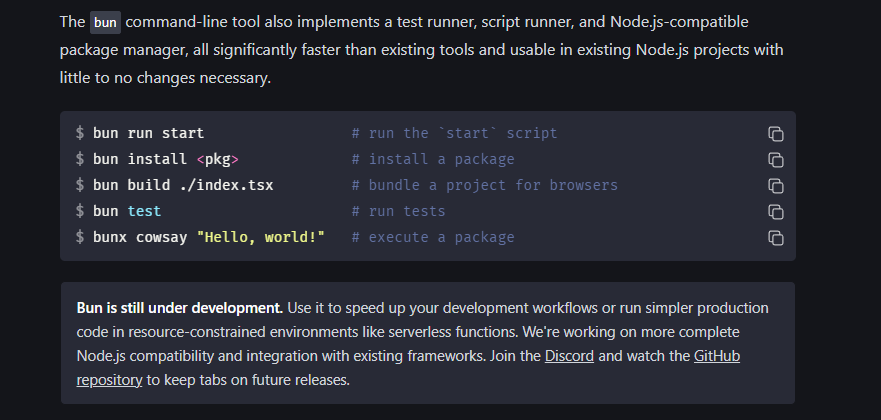 The bun command-line tool also implements a test runner, script runner, and Node.js-compatible
package manager, all significantly faster than existing tools and usable in existing Node.js projects with
little to no changes necessary.
$ bun run start # run the `start` script
$ bun install <pkg> # install a package
$ bun build ./index.tsx # bundle a project for browsers
$ bun test # run tests
$ bunx cowsay "Hello, world!" # execute a package
Bun is still under development. Use it to speed up your development workflows or run simpler production
code in resource-constrained environments like serverless functions. We're working on more complete
Node.js compatibility and integration with existing frameworks. Join the Discord and watch the GitHub
repository to keep tabs on future releases.